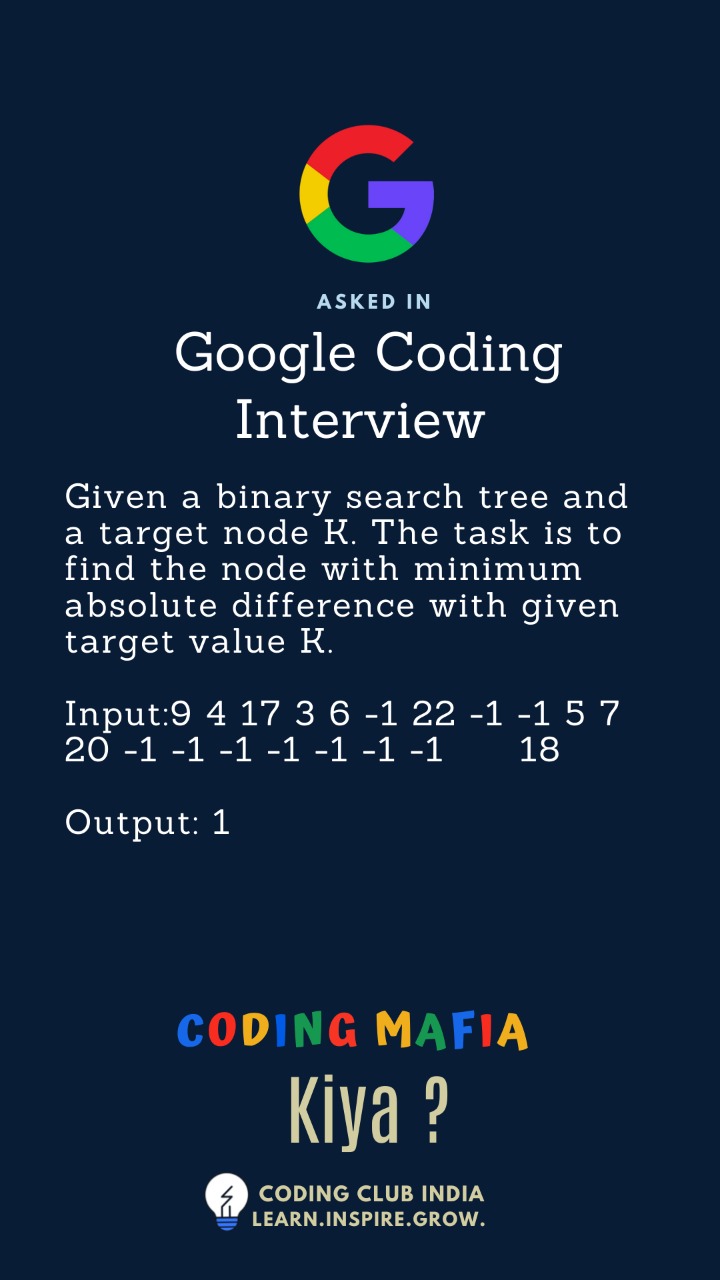 ASKED IN
Google Coding
Interview
Given a binary search tree and
a target node K. The task is to
find the node with minimum
absolute difference with given
target value K.
Input:9 4 17 3 6 -1 22 -1 -1 5 7
20 -1 -1 -1 -1 -1 -1 -1 18
Output: 1
CODING MAFIA
Kiya ?
CODING CLUB INDIA
LEARN.INSPIRE.GROW.